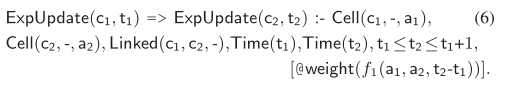 ExpUpdate(c₁, t₁) => ExpUpdate(c₂, t₂) :- Cell(c₁, -, a₁), (6)
Cell(c₂, -, a₂), Linked(c₁, c₂, -),Time(t₁),Time(t₂), t₁ ≤ t₂ ≤ t₁+1,
[@weight(f₁(a₁, a₂, t₂-t₁))].